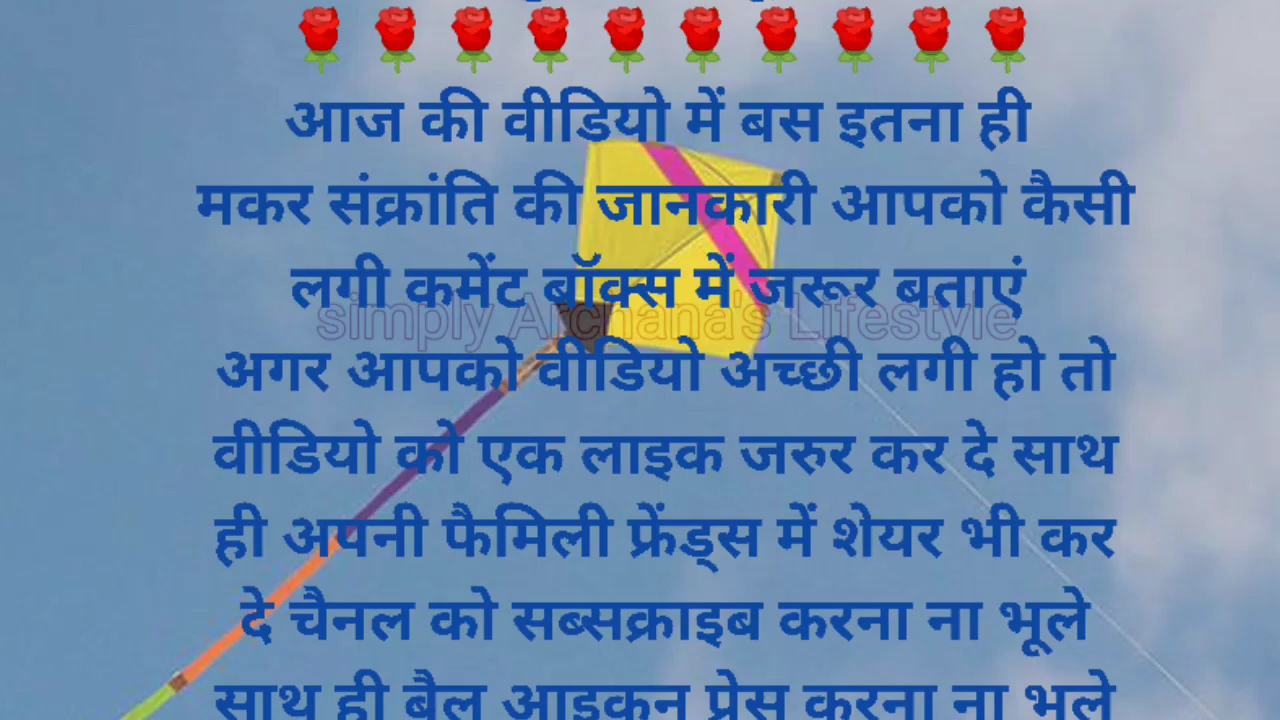 🌹🌹🌹🌹🌹🌹🌹🌹🌹🌹
आज की वीडियो में बस इतना ही
मकर संक्रांति की जानकारी आपको कैसी
लगी कमेंट बॉक्स में जरूर बताएं
simply Archana's Lifestyle
अगर आपको वीडियो अच्छी लगी हो तो
वीडियो को एक लाइक जरुर कर दे साथ
ही अपनी फैमिली फ्रेंड्स में शेयर भी कर
दे चैनल को सब्सक्राइब करना ना भूले
साथ ही बैल आइकन प्रेस करना ना भूले